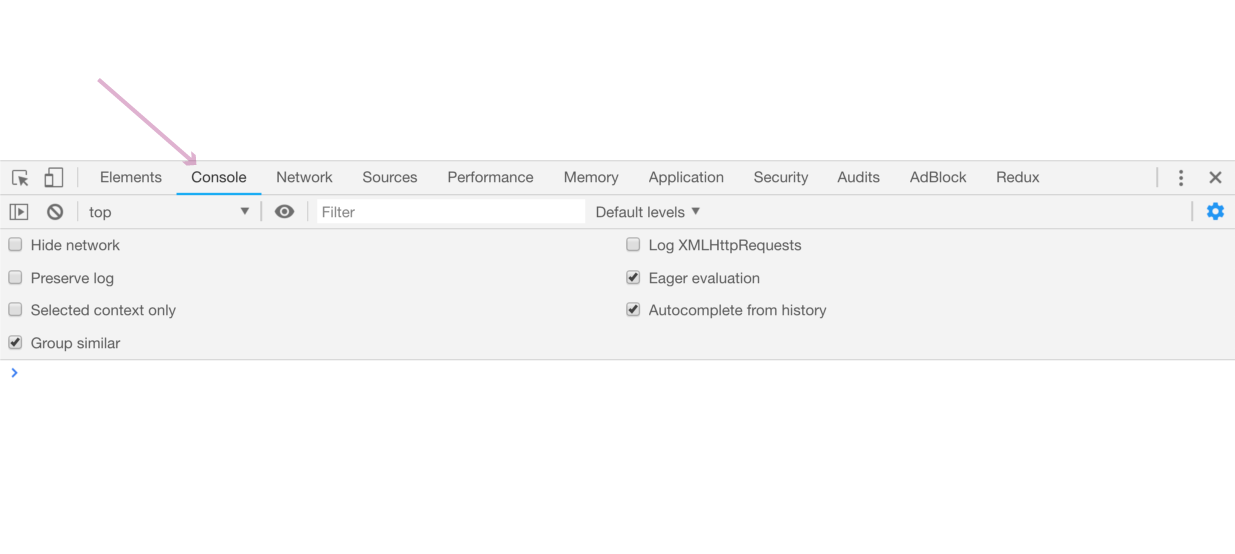 Elements Console Network Sources Performance Memory Application Security Audits AdBlock Redux
top Filter Default levels
Hide network Log XMLHttpRequests
Preserve log Eager evaluation
Selected context only Autocomplete from history
Group similar